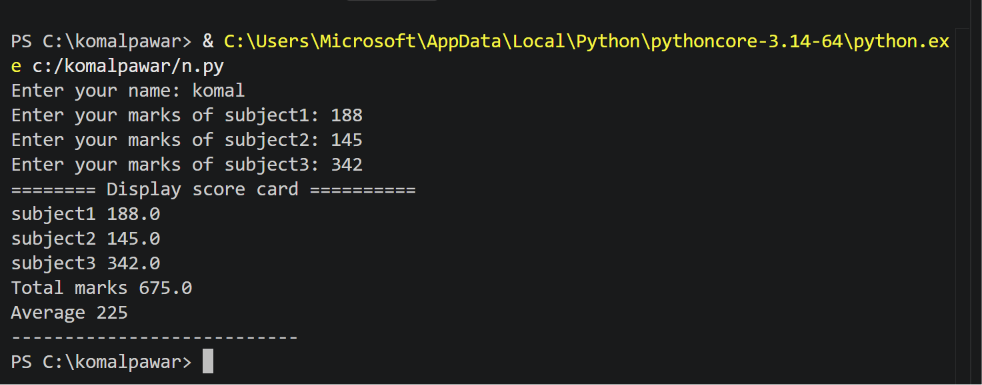 PS C:\komalpawar> & C:\Users\Microsoft\AppData\Local\Python\pythoncore-3.14-64\python.ex
e c:/komalpawar/n.py
Enter your name: komal
Enter your marks of subject1: 188
Enter your marks of subject2: 145
Enter your marks of subject3: 342
======== Display score card ==========
subject1 188.0
subject2 145.0
subject3 342.0
Total marks 675.0
Average 225
---------------------------
PS C:\komalpawar>